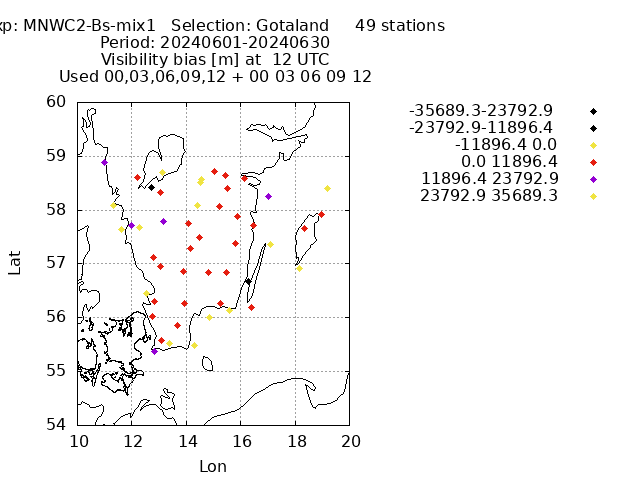 xp: MNWC2-Bs-mix1 Selection: Gotaland 49 stations
Period: 20240601-20240630
Visibility bias [m] at 12 UTC
Used 00,03,06,09,12 + 00 03 06 09 12
-35689.3-23792.9
-23792.9-11896.4
-11896.4 0.0
0.0 11896.4
11896.4 23792.9
23792.9 35689.3
60
59
58
57
56
55
54
Lat
10 12 14 16 18 20
Lon